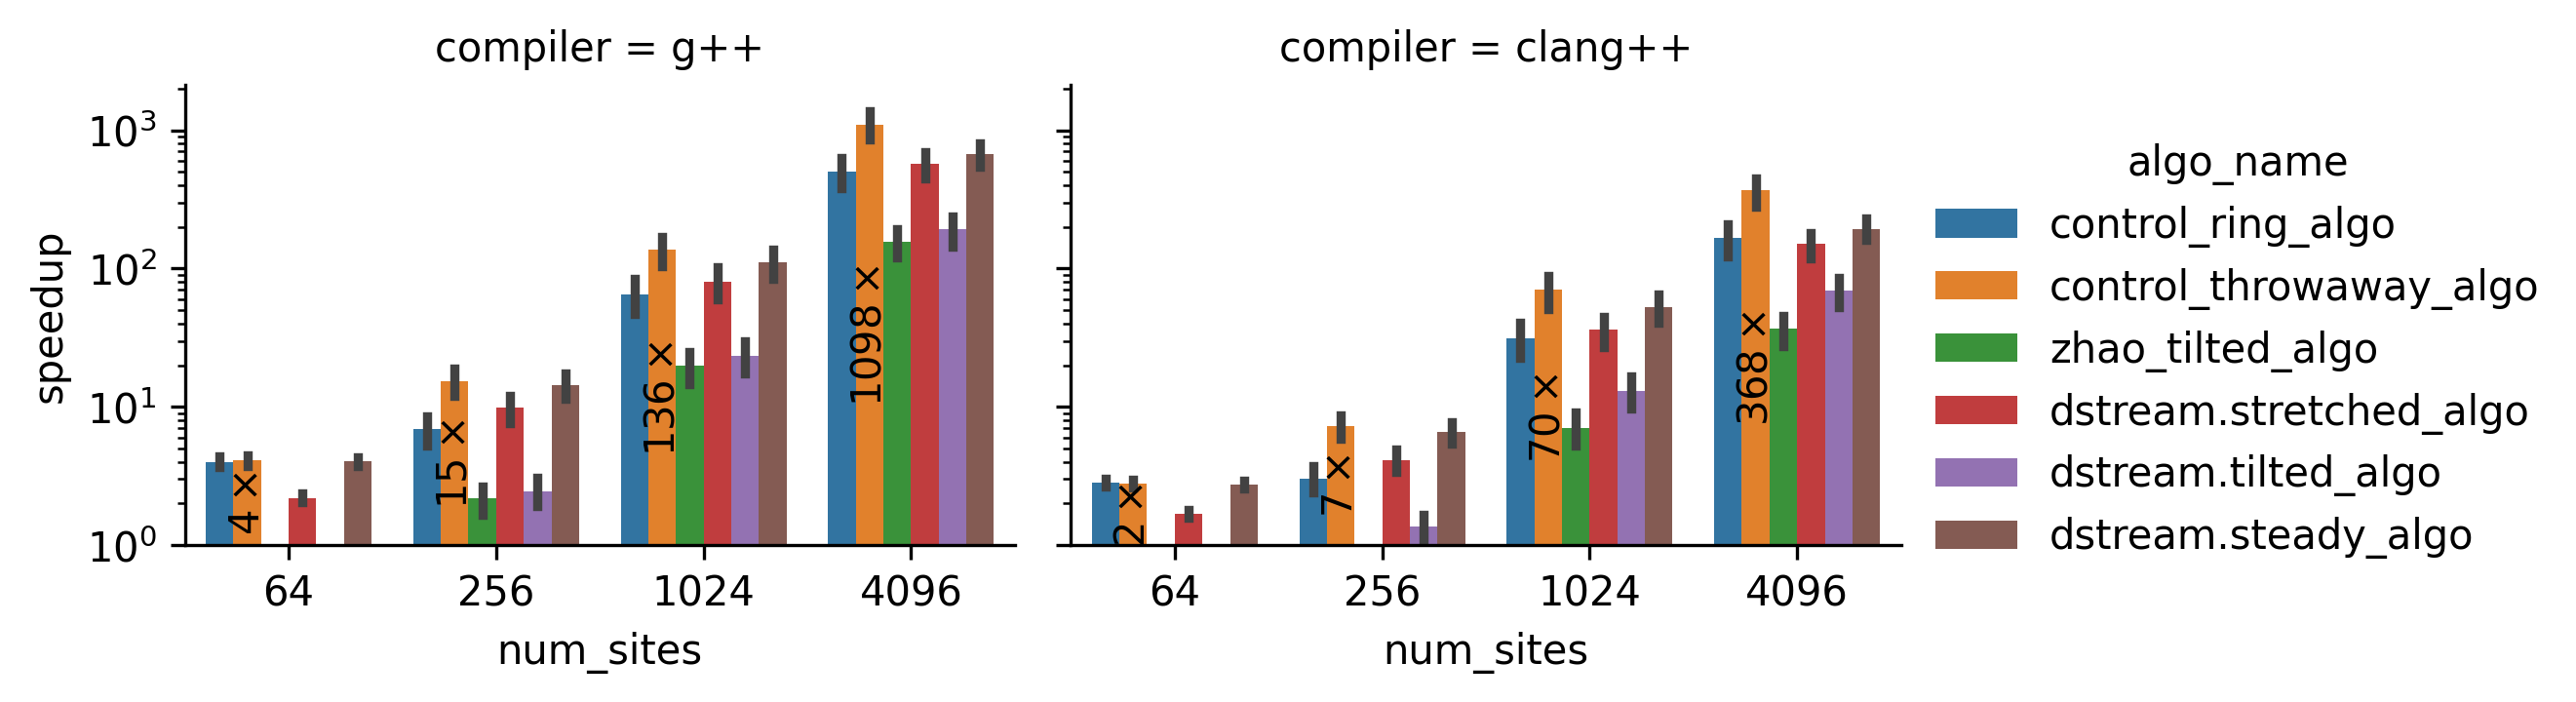 compiler = g++
compiler = clang++
speedup
10³
10²
10¹
10⁰
4 ×
15 ×
136 ×
1098 ×
2 ×
7 ×
70 ×
368 ×
64
256
1024
4096
num_sites
64
256
1024
4096
num_sites
algo_name
control_ring_algo
control_throwaway_algo
zhao_tilted_algo
dstream.stretched_algo
dstream.tilted_algo
dstream.steady_algo